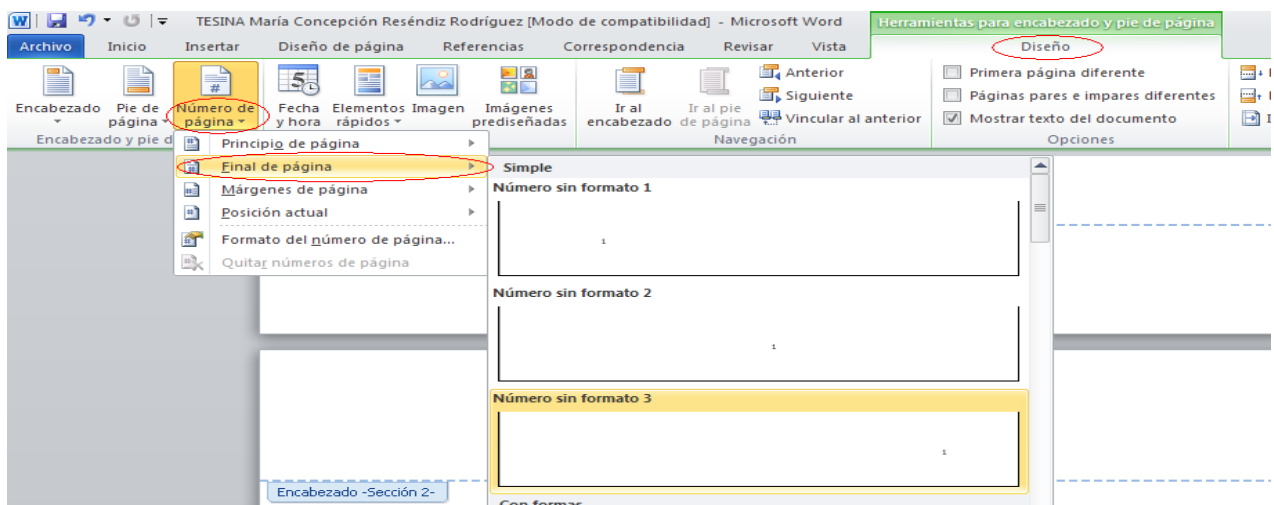 TESINA María Concepción Reséndiz Rodríguez [Modo de compatibilidad] - Microsoft Word
Herramientas para encabezado y pie de página
Archivo Inicio Insertar Diseño de página Referencias Correspondencia Revisar Vista Diseño
Encabezado
Pie de página
Número de página
Fecha y hora
Elementos rápidos
Imagen
Imágenes prediseñadas
Ir al encabezado
Ir al pie de página
Anterior
Siguiente
Vincular al anterior
Primera página diferente
Páginas pares e impares diferentes
Mostrar texto del documento
Encabezado y pie d
Navegación
Opciones
Principio de página
Final de página
Márgenes de página
Posición actual
Formato del número de página...
Quitar números de página
Simple
Número sin formato 1
1
Número sin formato 2
1
Número sin formato 3
1
Encabezado -Sección 2-